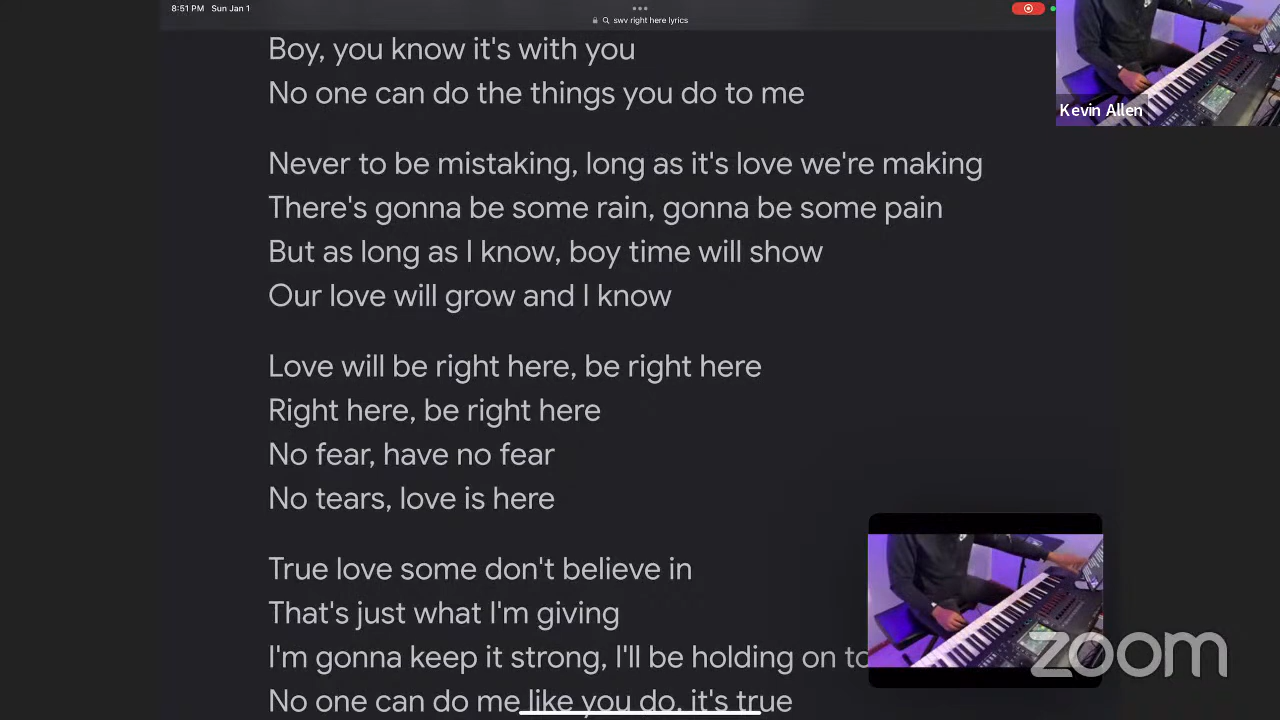 8:51 PM Sun Jan 1
swv right here lyrics
Boy, you know it's with you
No one can do the things you do to me
Kevin Allen
Never to be mistaking, long as it's love we're making
There's gonna be some rain, gonna be some pain
But as long as I know, boy time will show
Our love will grow and I know
Love will be right here, be right here
Right here, be right here
No fear, have no fear
No tears, love is here
True love some don't believe in
That's just what I'm giving
I'm gonna keep it strong, I'll be holding on to
No one can do me like you do, it's true
zoom